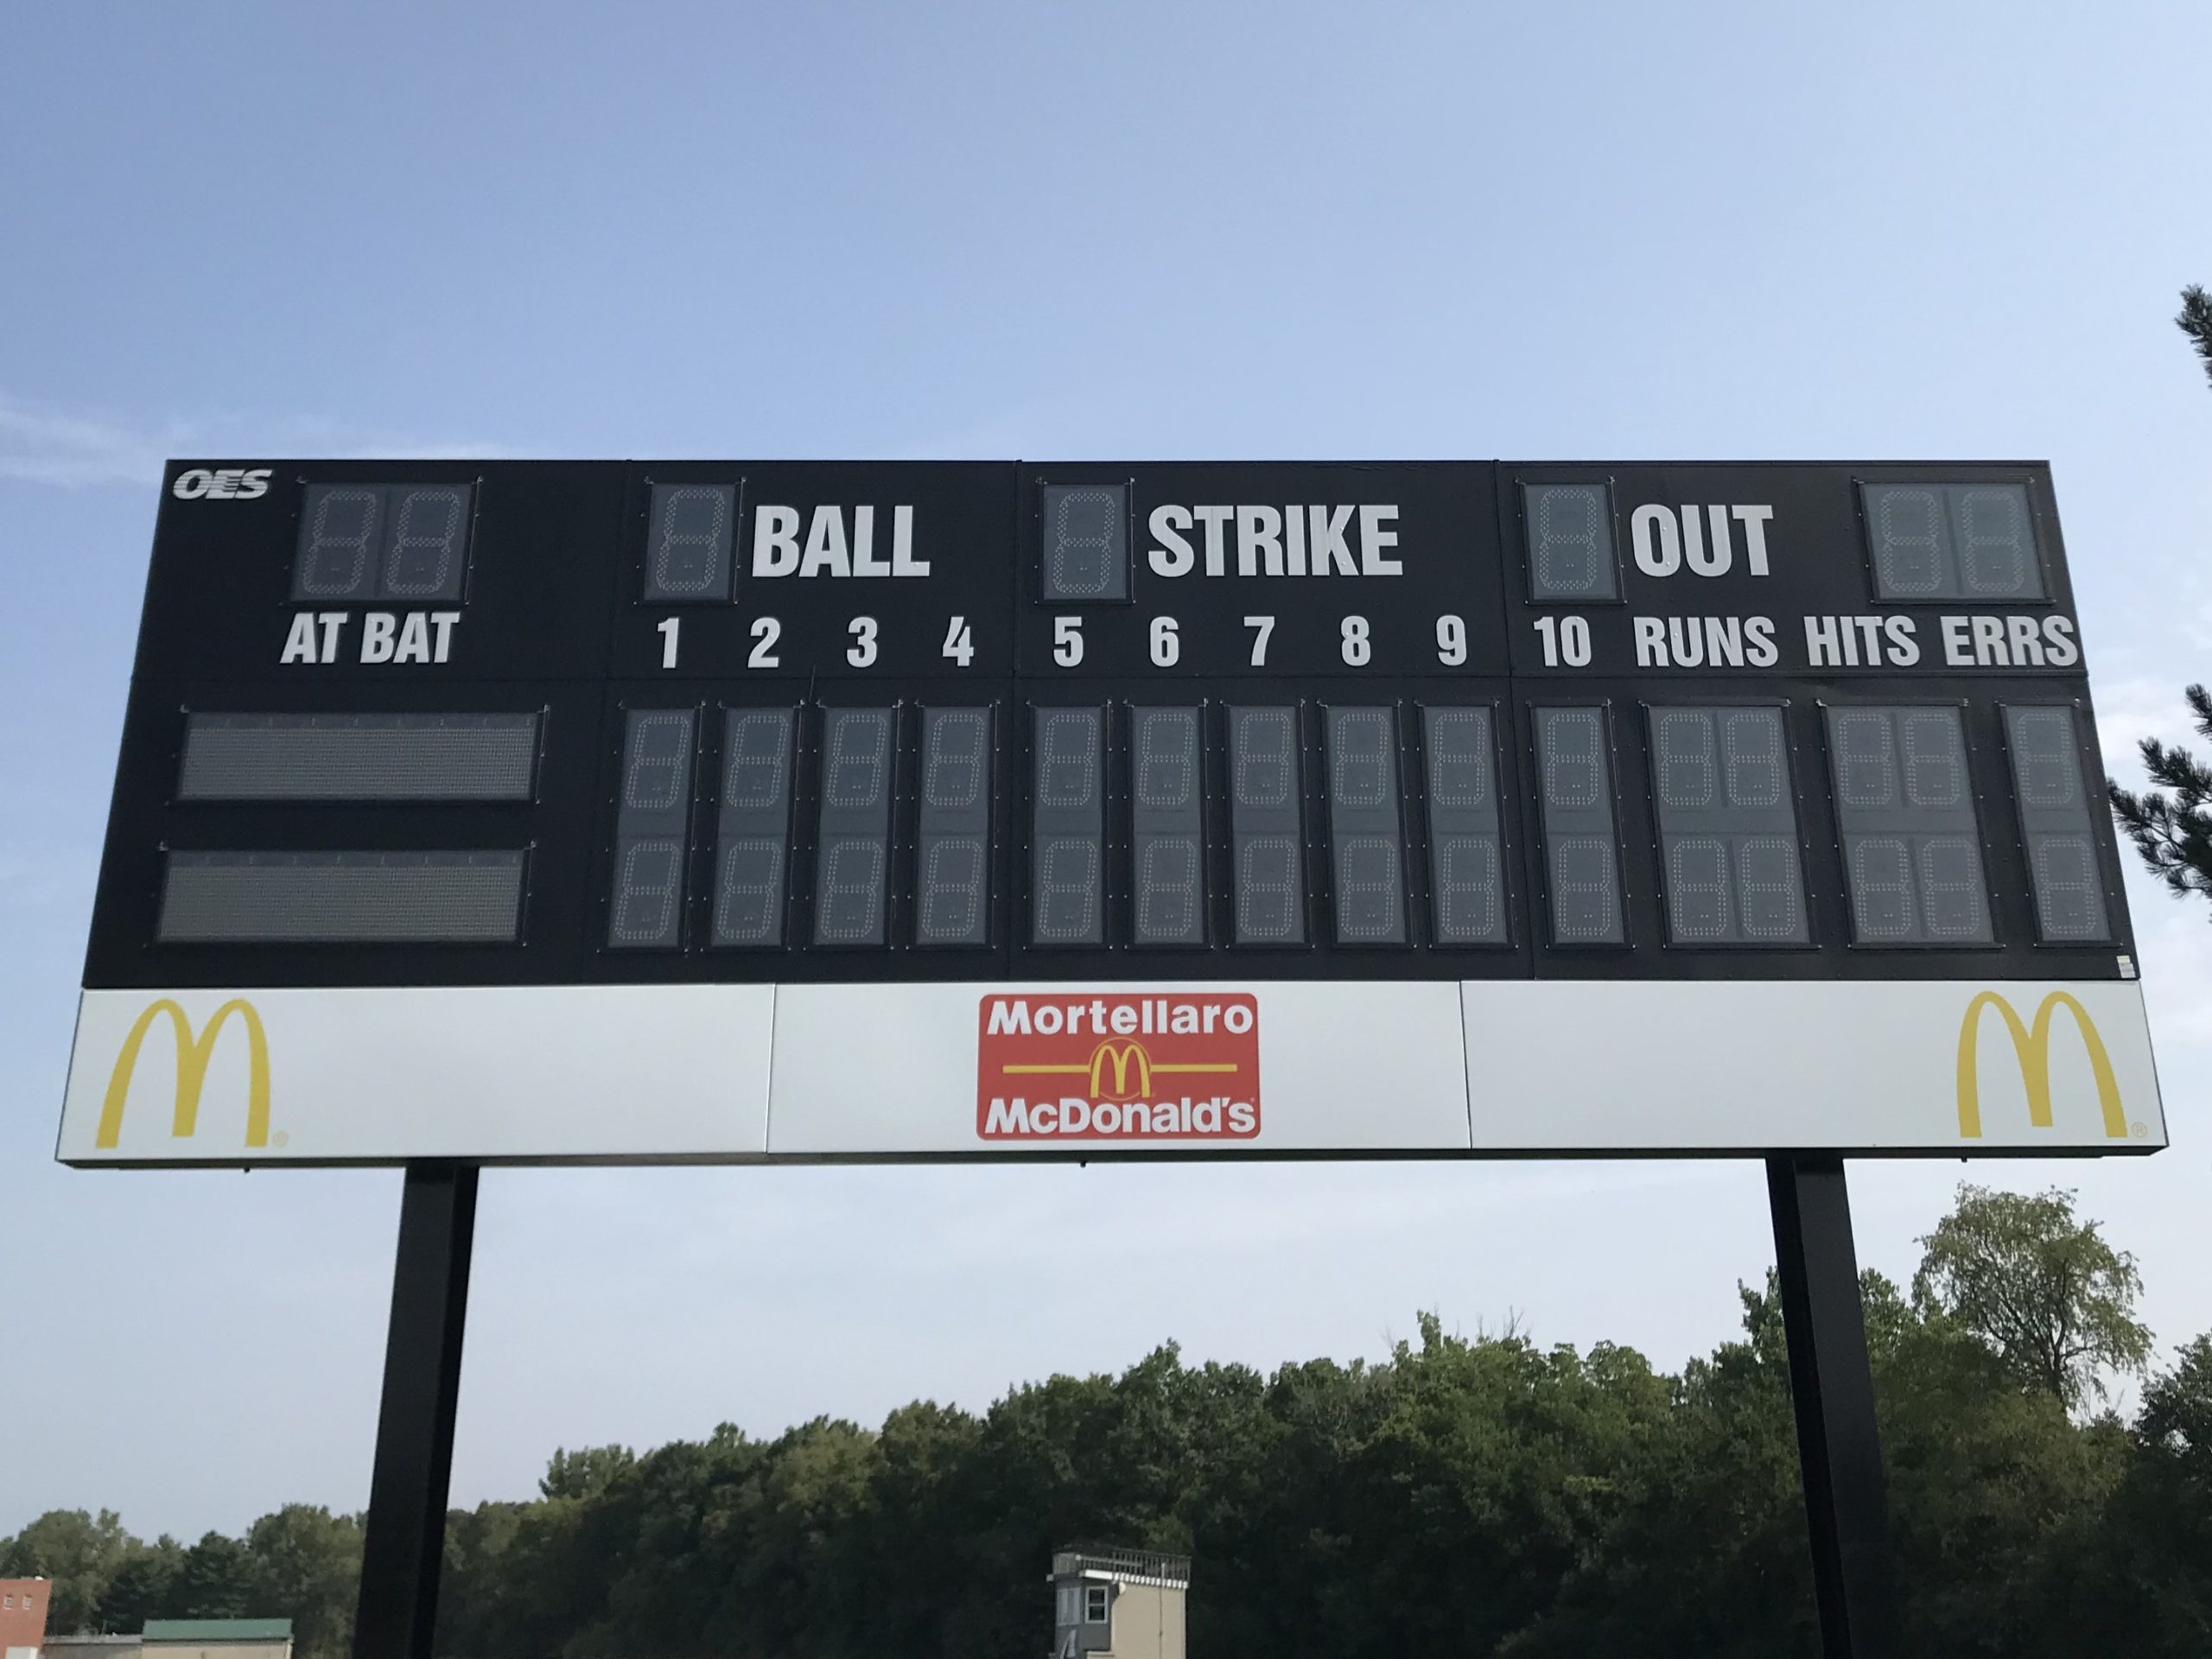 OES
BALL STRIKE OUT
AT BAT 1 2 3 4 5 6 7 8 9 10 RUNS HITS ERRS
Mortellaro
McDonald's